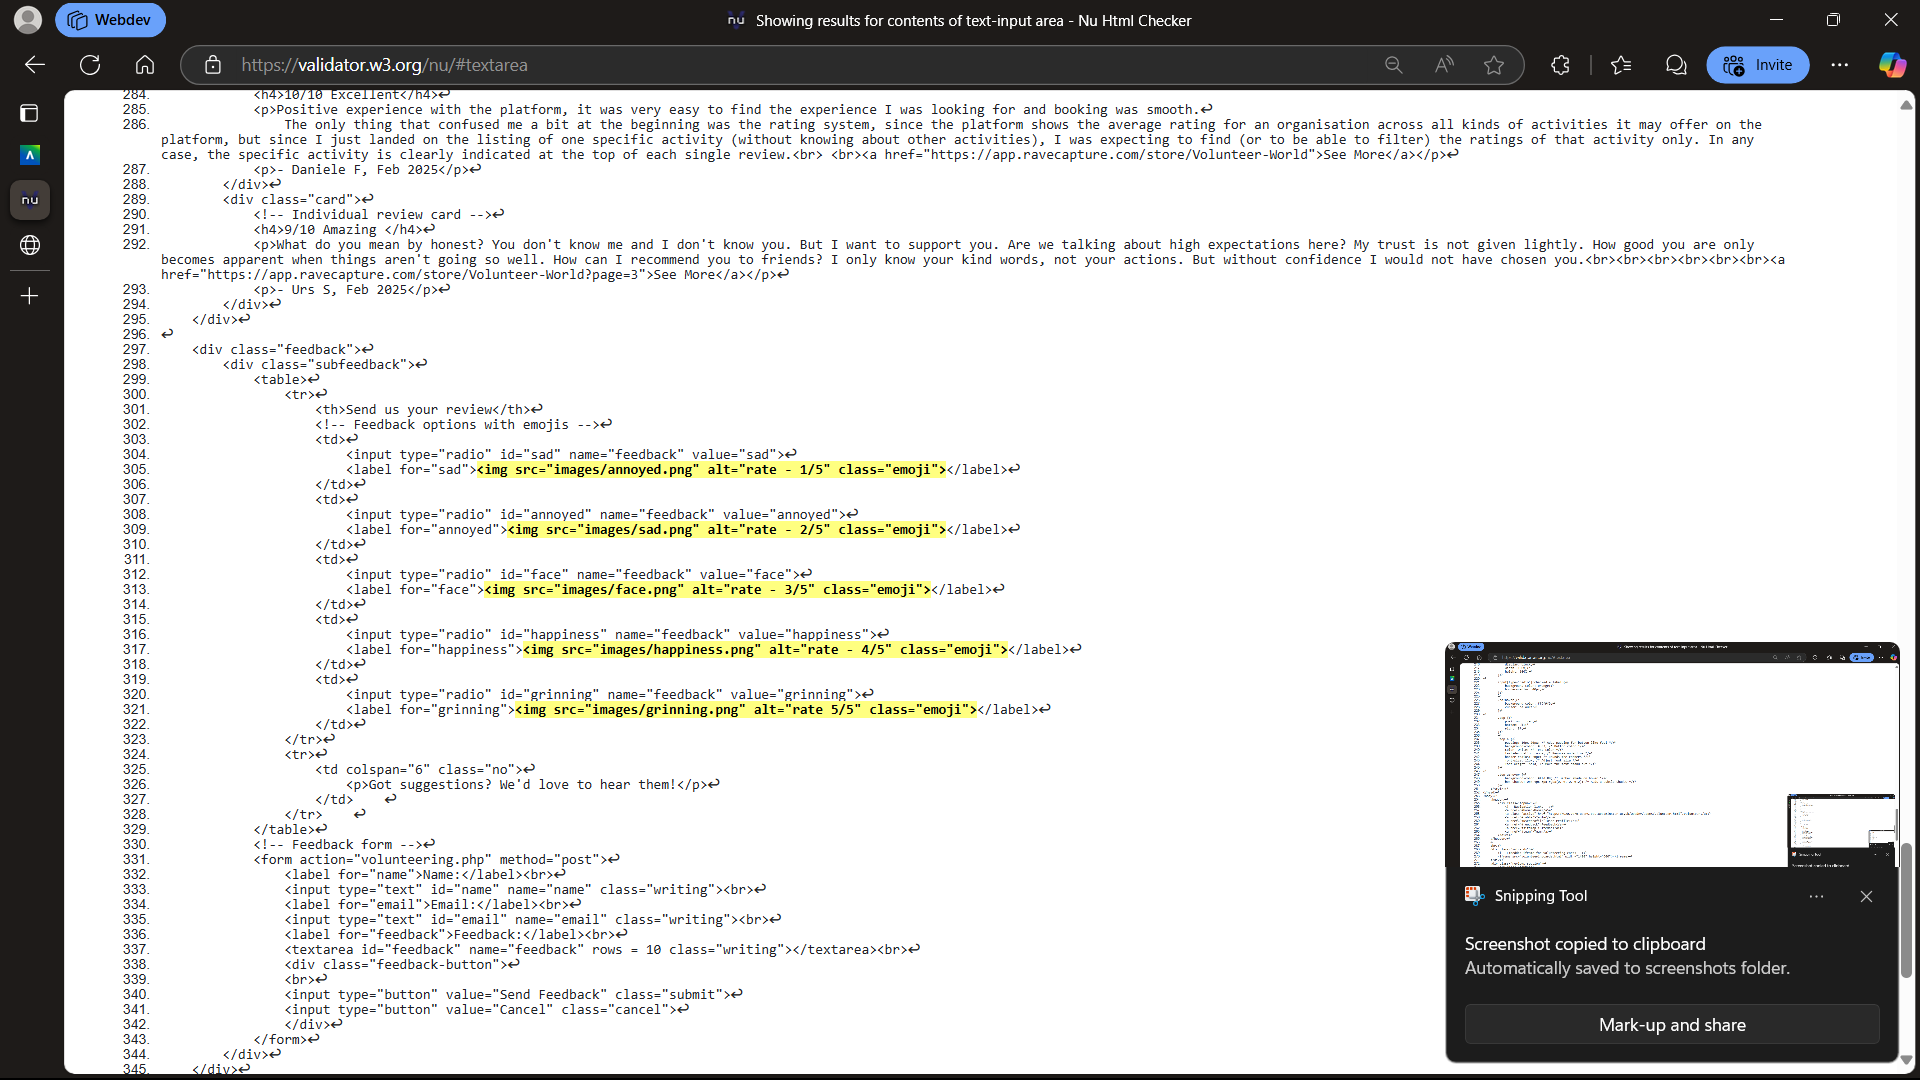 Webdev
nu Showing results for contents of text-input area - Nu Html Checker
https://validator.w3.org/nu/#textarea
Invite
284. <h4>10/10 Excellent</h4>↩
285. <p>Positive experience with the platform, it was very easy to find the experience I was looking for and booking was smooth.↩
286. The only thing that confused me a bit at the beginning was the rating system, since the platform shows the average rating for an organisation across all kinds of activities it may offer on the
platform, but since I just landed on the listing of one specific activity (without knowing about other activities), I was expecting to find (or to be able to filter) the ratings of that activity only. In any
case, the specific activity is clearly indicated at the top of each single review.<br> <br><a href="https://app.ravecapture.com/store/Volunteer-World">See More</a></p>↩
287. <p>- Daniele F, Feb 2025</p>↩
288. </div>↩
289. <div class="card">↩
290. <!-- Individual review card -->↩
291. <h4>9/10 Amazing </h4>↩
292. <p>What do you mean by honest? You don't know me and I don't know you. But I want to support you. Are we talking about high expectations here? My trust is not given lightly. How good you are only
becomes apparent when things aren't going so well. How can I recommend you to friends? I only know your kind words, not your actions. But without confidence I would not have chosen you.<br><br><br><br><br><br><a
href="https://app.ravecapture.com/store/Volunteer-World?page=3">See More</a></p>↩
293. <p>- Urs S, Feb 2025</p>↩
294. </div>↩
295. </div>↩
296. ↩
297. <div class="feedback">↩
298. <div class="subfeedback">↩
299. <table>↩
300. <tr>↩
301. <th>Send us your review</th>↩
302. <!-- Feedback options with emojis -->↩
303. <td>↩
304. <input type="radio" id="sad" name="feedback" value="sad">↩
305. <label for="sad"><img src="images/annoyed.png" alt="rate - 1/5" class="emoji"></label>↩
306. </td>↩
307. <td>↩
308. <input type="radio" id="annoyed" name="feedback" value="annoyed">↩
309. <label for="annoyed"><img src="images/sad.png" alt="rate - 2/5" class="emoji"></label>↩
310. </td>↩
311. <td>↩
312. <input type="radio" id="face" name="feedback" value="face">↩
313. <label for="face"><img src="images/face.png" alt="rate - 3/5" class="emoji"></label>↩
314. </td>↩
315. <td>↩
316. <input type="radio" id="happiness" name="feedback" value="happiness">↩
317. <label for="happiness"><img src="images/happiness.png" alt="rate - 4/5" class="emoji"></label>↩
318. </td>↩
319. <td>↩
320. <input type="radio" id="grinning" name="feedback" value="grinning">↩
321. <label for="grinning"><img src="images/grinning.png" alt="rate 5/5" class="emoji"></label>↩
322. </td>↩
323. </tr>↩
324. <tr>↩
325. <td colspan="6" class="no">↩
326. <p>Got suggestions? We'd love to hear them!</p>↩
327. </td> ↩
328. </tr> ↩
329. </table>↩
330. <!-- Feedback form -->↩
331. <form action="volunteering.php" method="post">↩
332. <label for="name">Name:</label><br>↩
333. <input type="text" id="name" name="name" class="writing"><br>↩
334. <label for="email">Email:</label><br>↩
335. <input type="text" id="email" name="email" class="writing"><br>↩
336. <label for="feedback">Feedback:</label><br>↩
337. <textarea id="feedback" name="feedback" rows = 10 class="writing"></textarea><br>↩
338. <div class="feedback-button">↩
339. <br>↩
340. <input type="button" value="Send Feedback" class="submit">↩
341. <input type="button" value="Cancel" class="cancel">↩
342. </div>↩
343. </form>↩
344. </div>↩
345. </div>↩
Snipping Tool
Screenshot copied to clipboard
Automatically saved to screenshots folder.
Mark-up and share